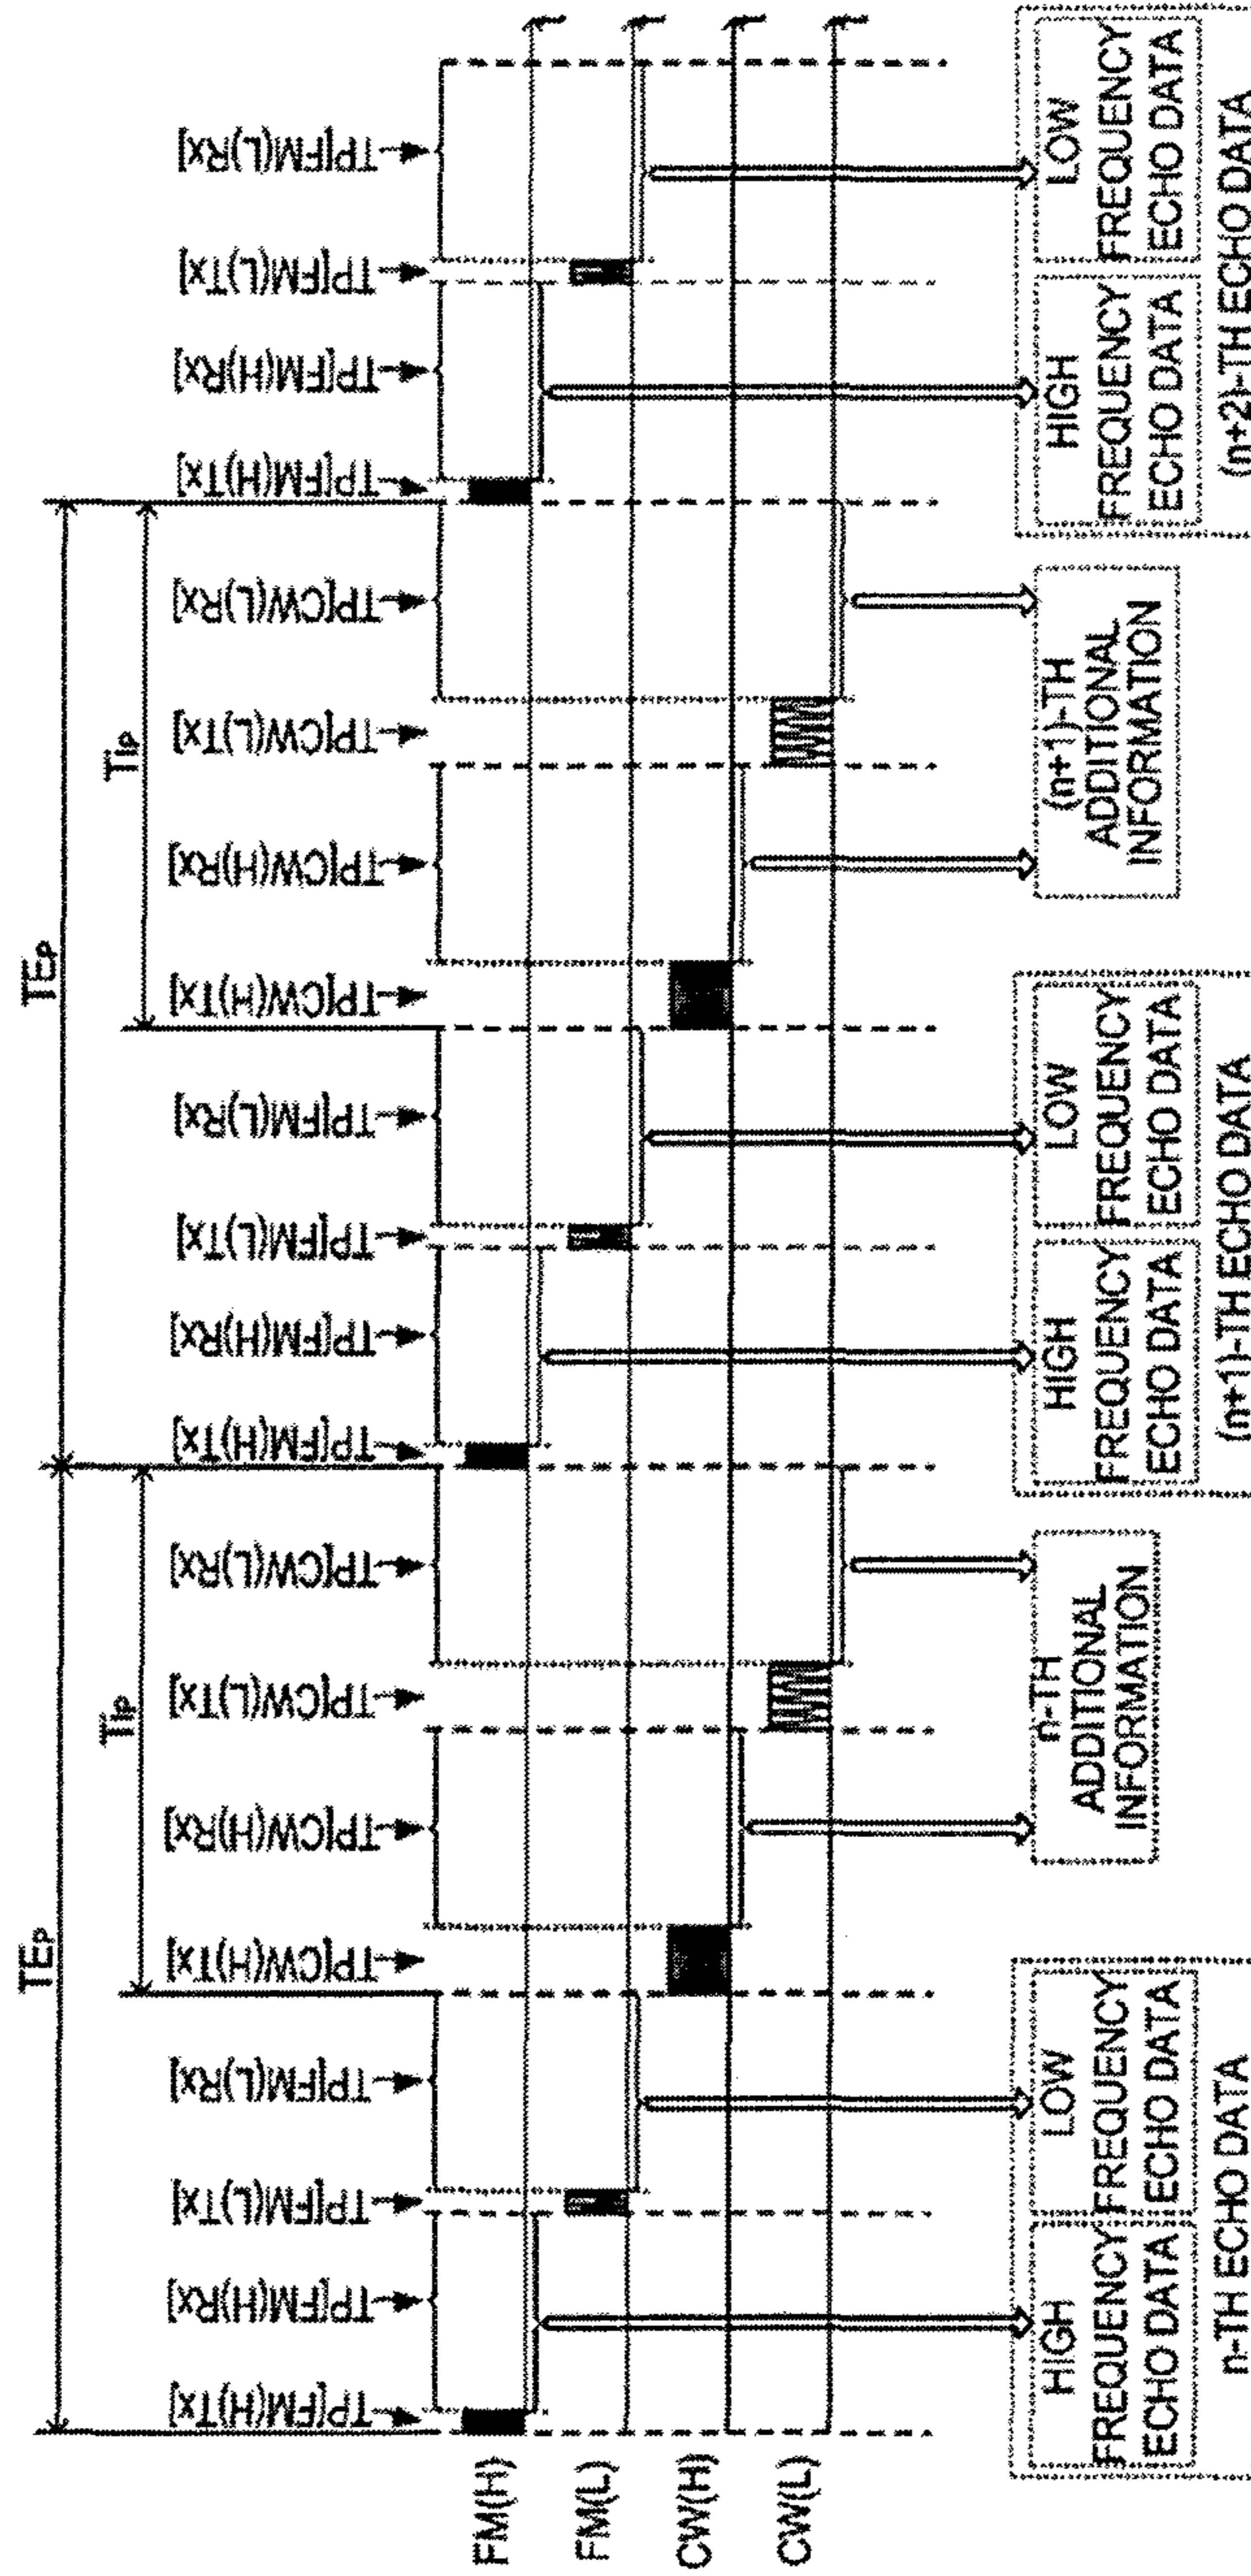 TEP
TEP
TIP
TIP
TP[FM(H)Tx]
TP[FM(H)Rx]
TP[FM(L)Tx]
TP[FM(L)Rx]
TP[CW(H)Tx]
TP[CW(H)Rx]
TP[CW(L)Tx]
TP[CW(L)Rx]
TP[FM(H)Tx]
TP[FM(H)Rx]
TP[FM(L)Tx]
TP[FM(L)Rx]
TP[CW(H)Tx]
TP[CW(H)Rx]
TP[CW(L)Tx]
TP[CW(L)Rx]
TP[FM(H)Tx]
TP[FM(H)Rx]
TP[FM(L)Tx]
TP[FM(L)Rx]
FM(H)
FM(L)
CW(H)
CW(L)
HIGH
FREQUENCY
ECHO DATA
LOW
FREQUENCY
ECHO DATA
n-TH ECHO DATA
n-TH
ADDITIONAL
INFORMATION
HIGH
FREQUENCY
ECHO DATA
LOW
FREQUENCY
ECHO DATA
(n+1)-TH ECHO DATA
(n+1)-TH
ADDITIONAL
INFORMATION
HIGH
FREQUENCY
ECHO DATA
LOW
FREQUENCY
ECHO DATA
(n+2)-TH ECHO DATA